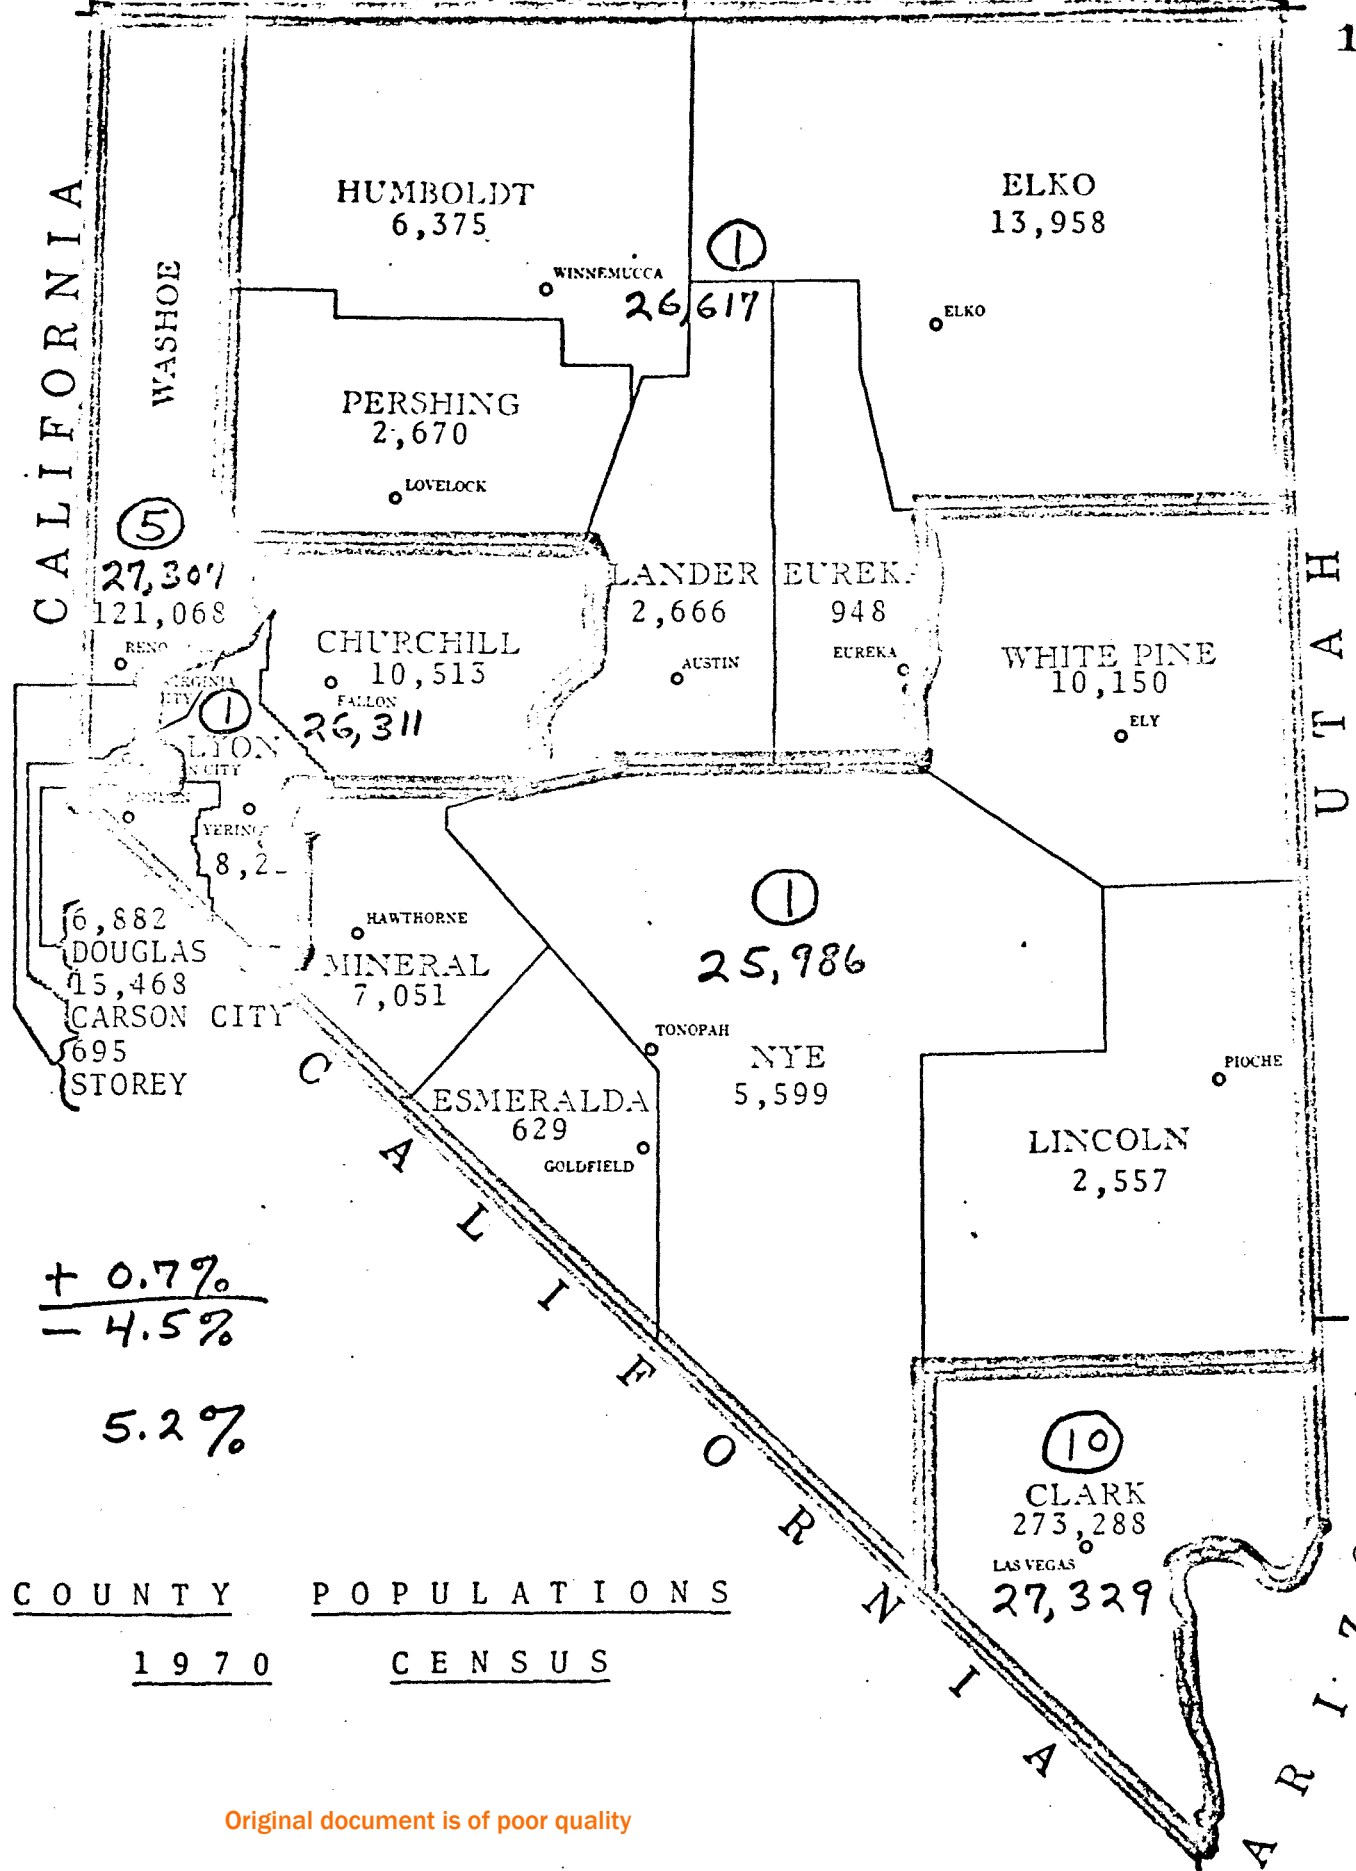 1
CALIFORNIA
WASHOE
HUMBOLDT
6,375
WINNEMUCCA
ELKO
13,958
ELKO
1
26,617
PERSHING
2,670
LOVELOCK
5
27,307
121,068
RENO
VIRGINIA
CHURCHILL
10,513
FALLON
26,311
1
LYON
LANDER
2,666
AUSTIN
EUREKA
948
EUREKA
WHITE PINE
10,150
ELY
UTAH
6,882
DOUGLAS
15,468
CARSON CITY
695
STOREY
HAWTHORNE
MINERAL
7,051
1
25,986
TONOPAH
NYE
5,599
ESMERALDA
629
GOLDFIELD
PIOCHE
LINCOLN
2,557
CALIFORNIA
+ 0.7%
- 4.5%
5.2%
10
CLARK
273,288
LAS VEGAS
27,329
COUNTY POPULATIONS
1970 CENSUS
Original document is of poor quality